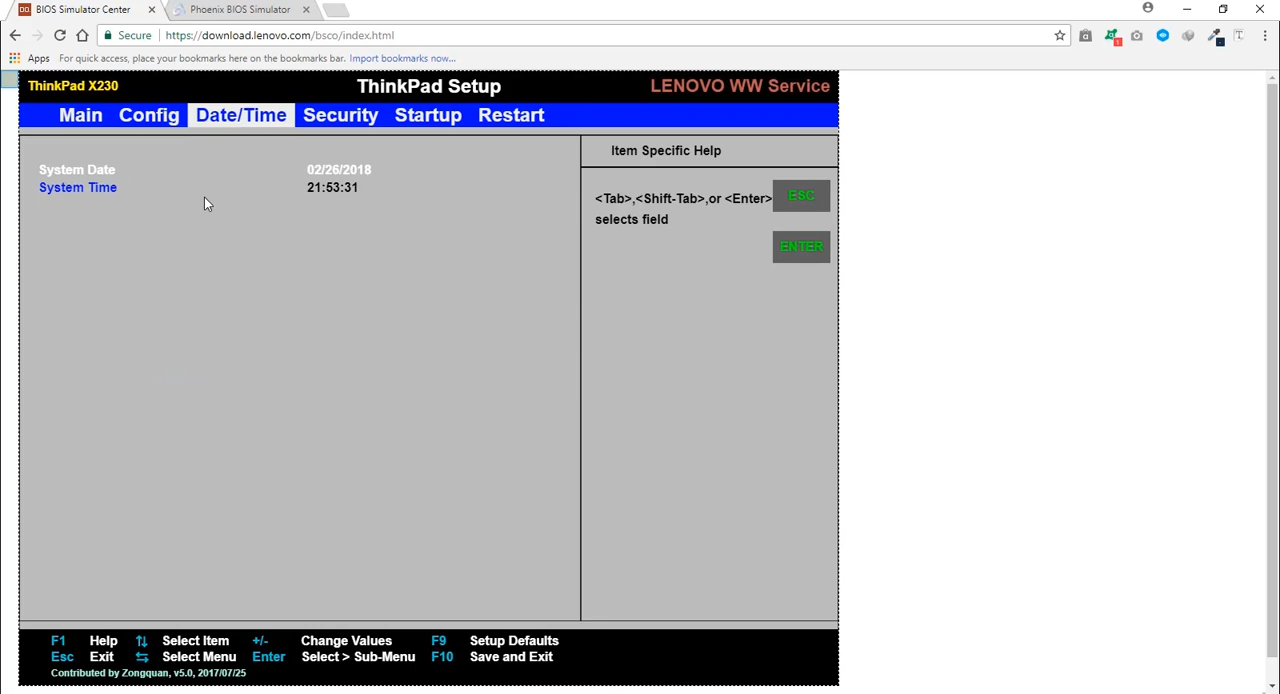 BIOS Simulator Center
Phoenix BIOS Simulator
Secure https://download.lenovo.com/bsco/index.html
Apps For quick access, place your bookmarks here on the bookmarks bar. Import bookmarks now...
ThinkPad X230 ThinkPad Setup LENOVO WW Service
Main Config Date/Time Security Startup Restart
Item Specific Help
System Date 02/26/2018
System Time 21:53:31
<Tab>,<Shift-Tab>,or <Enter>
selects field
ESC
ENTER
F1 Help ⇅ Select Item +/- Change Values F9 Setup Defaults
Esc Exit ⇆ Select Menu Enter Select > Sub-Menu F10 Save and Exit
Contributed by Zongquan, v5.0, 2017/07/25